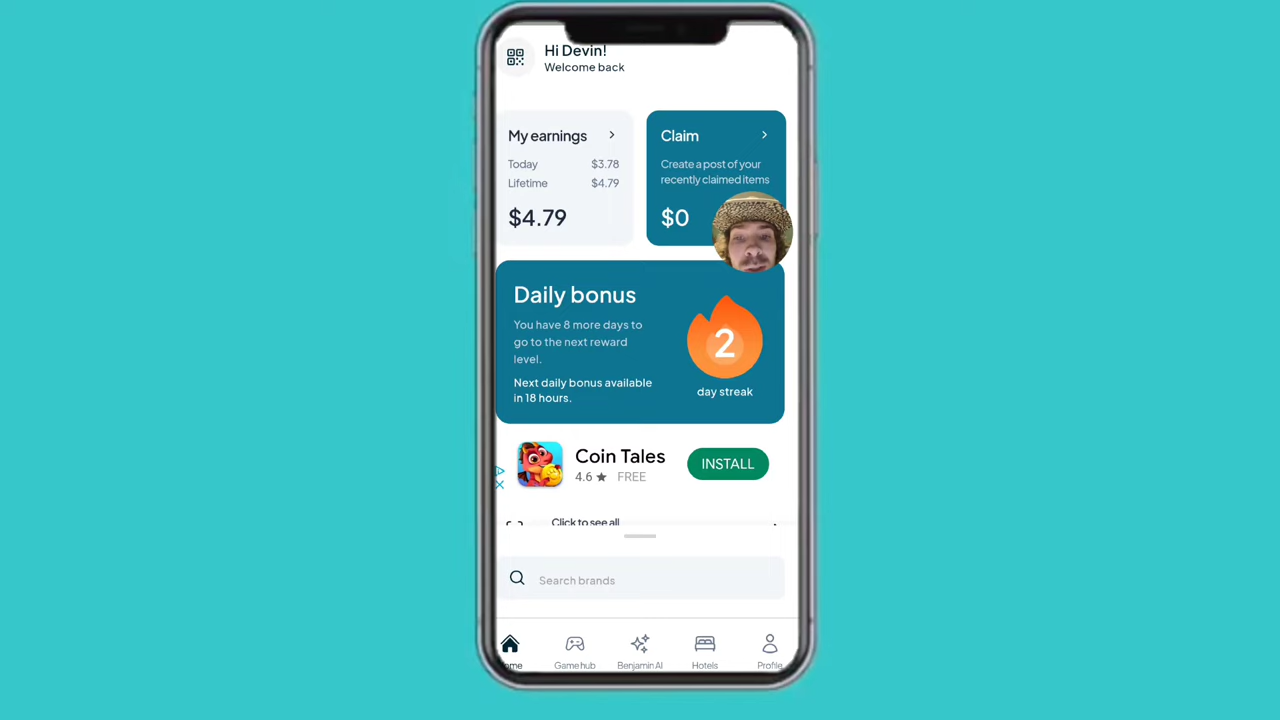 Hi Devin!
Welcome back
My earnings
Today $3.78
Lifetime $4.79
$4.79
Claim
Create a post of your
recently claimed items
$0
Daily bonus
You have 8 more days to
go to the next reward
level.
Next daily bonus available
in 18 hours.
2
day streak
Coin Tales
4.6 ★ FREE
INSTALL
Click to see all
Search brands
ome
Game hub
Benjamin AI
Hotels
Profile